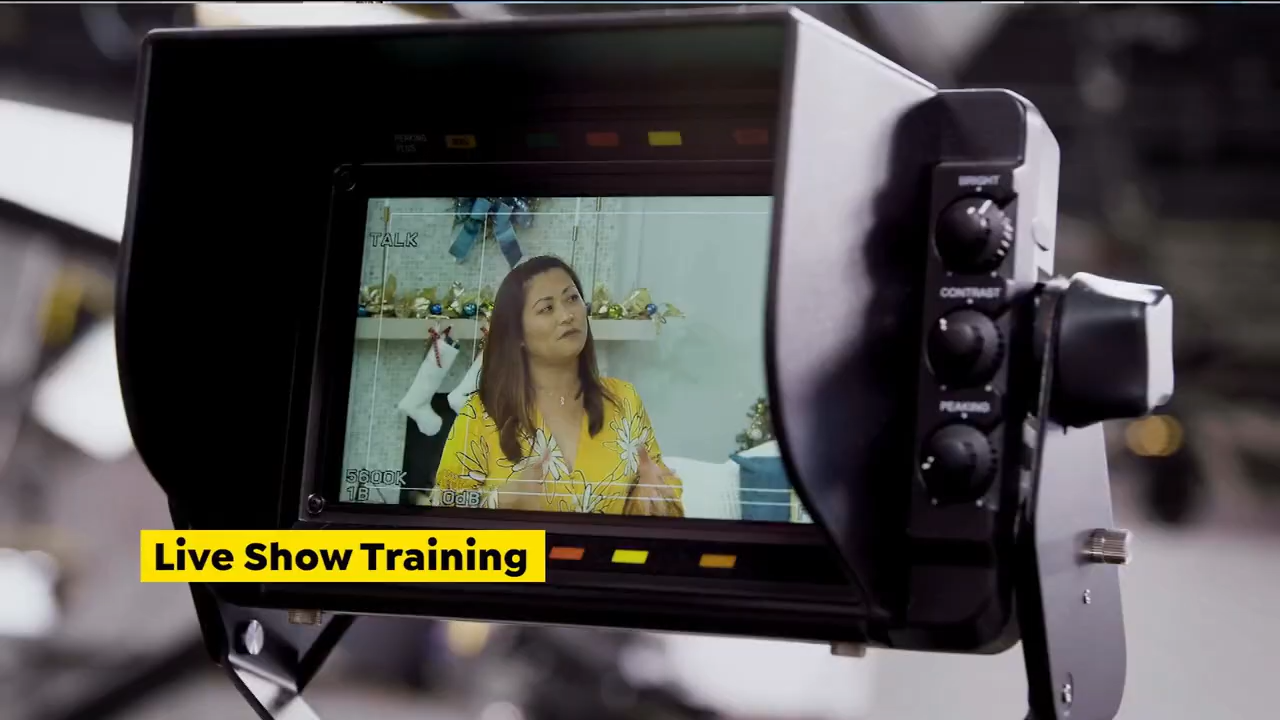 BRIGHT
TALK
CONTRAST
PEAKING
5600K
1B 0dB
Live Show Training